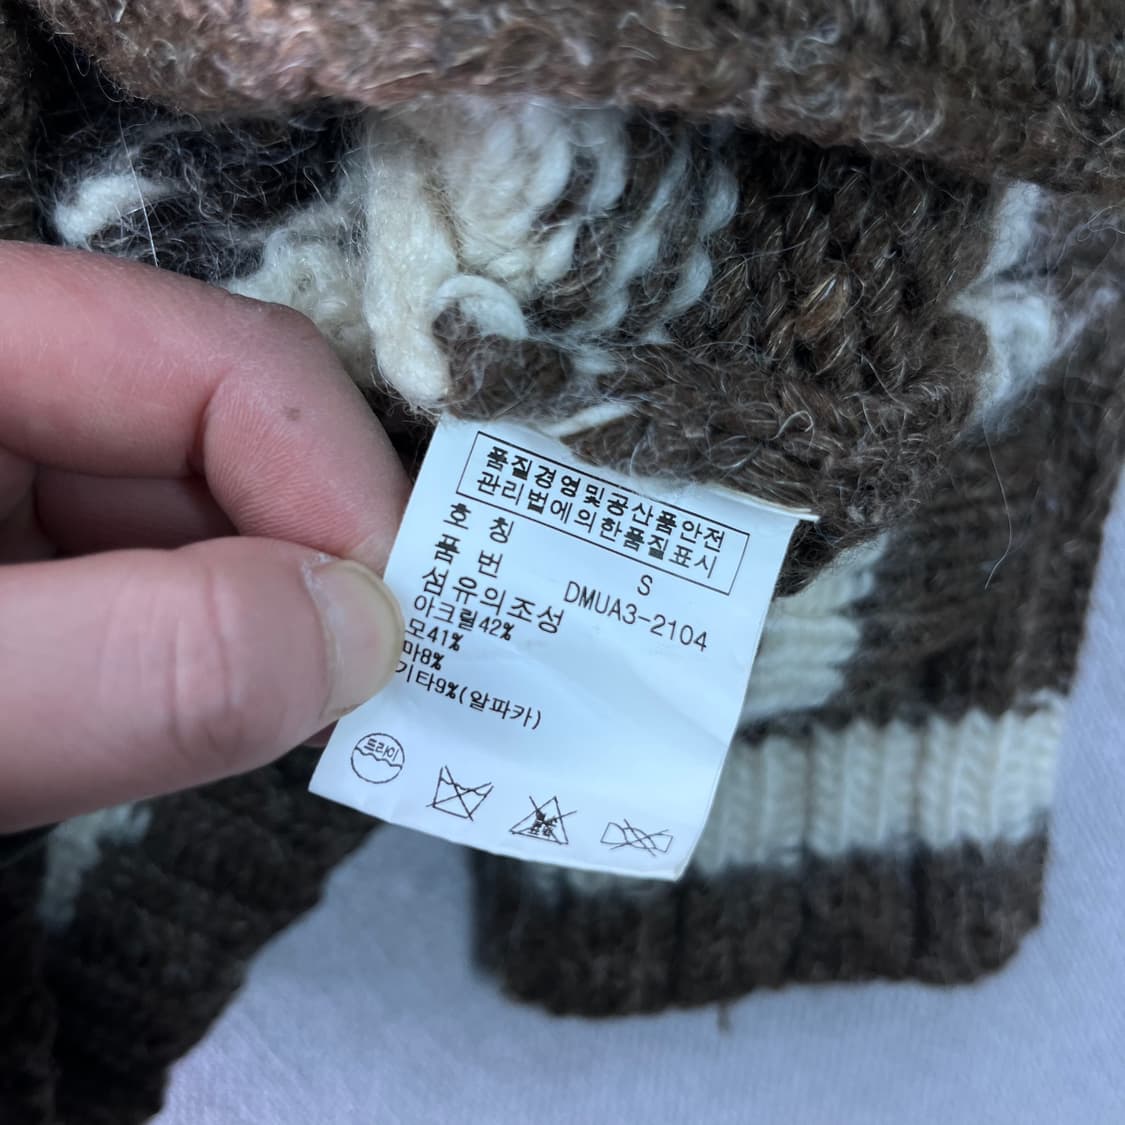 품질경영및공산품안전
관리법에의한품질표시
호칭 S
품번 DMUA3-2104
섬유의조성
아크릴42%
모41%
마8%
기타9%(알파카)
드라이